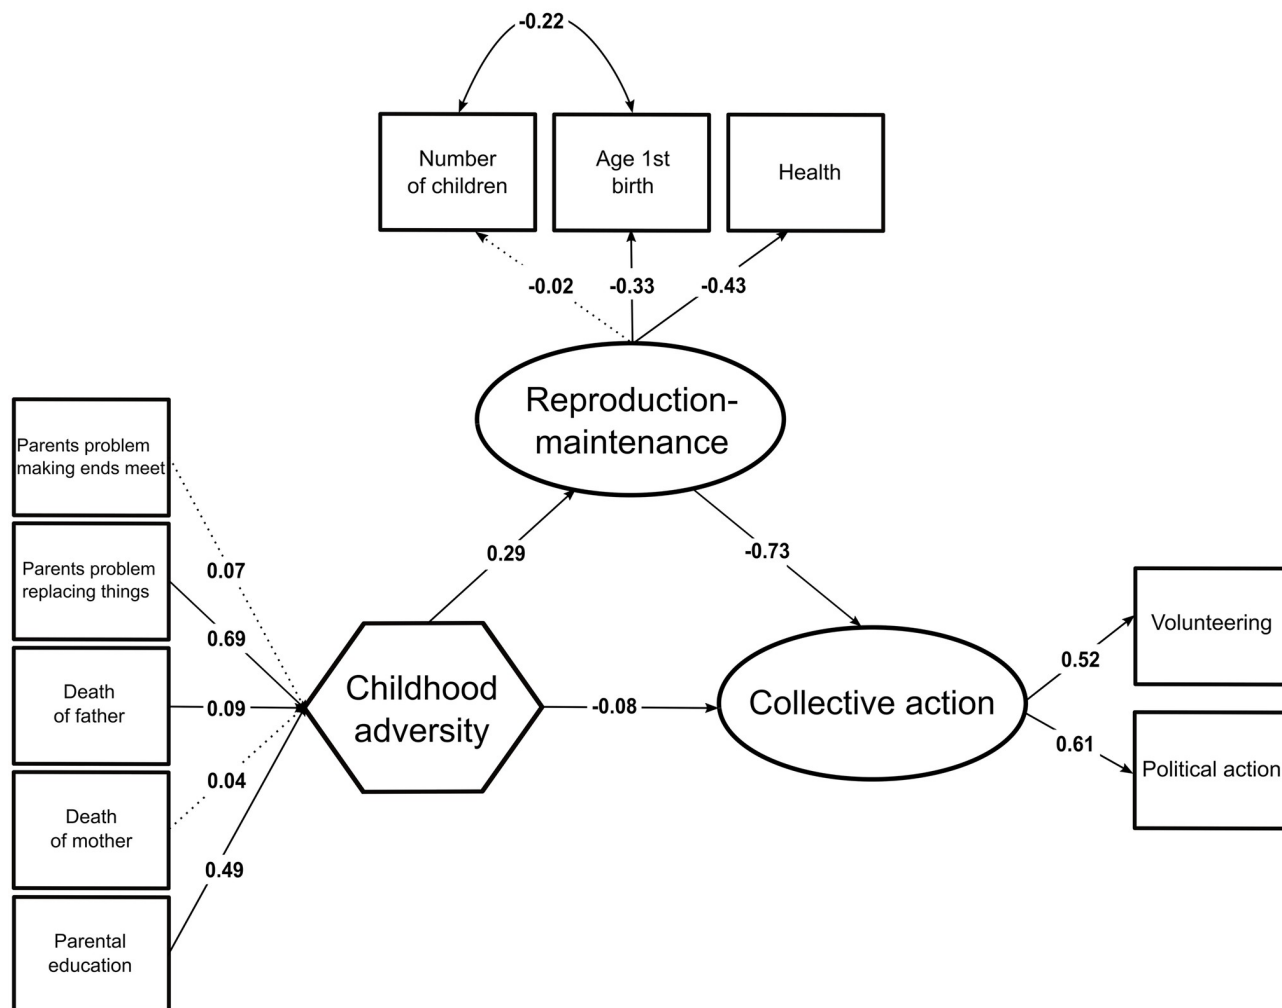 -0.22
Number
of children
Age 1st
birth
Health
-0.02
-0.33
-0.43
Reproduction-
maintenance
Parents problem
making ends meet
Parents problem
replacing things
Death
of father
Death
of mother
Parental
education
0.07
0.69
0.09
0.04
0.49
0.29
-0.73
Childhood
adversity
-0.08
Collective action
0.52
0.61
Volunteering
Political action